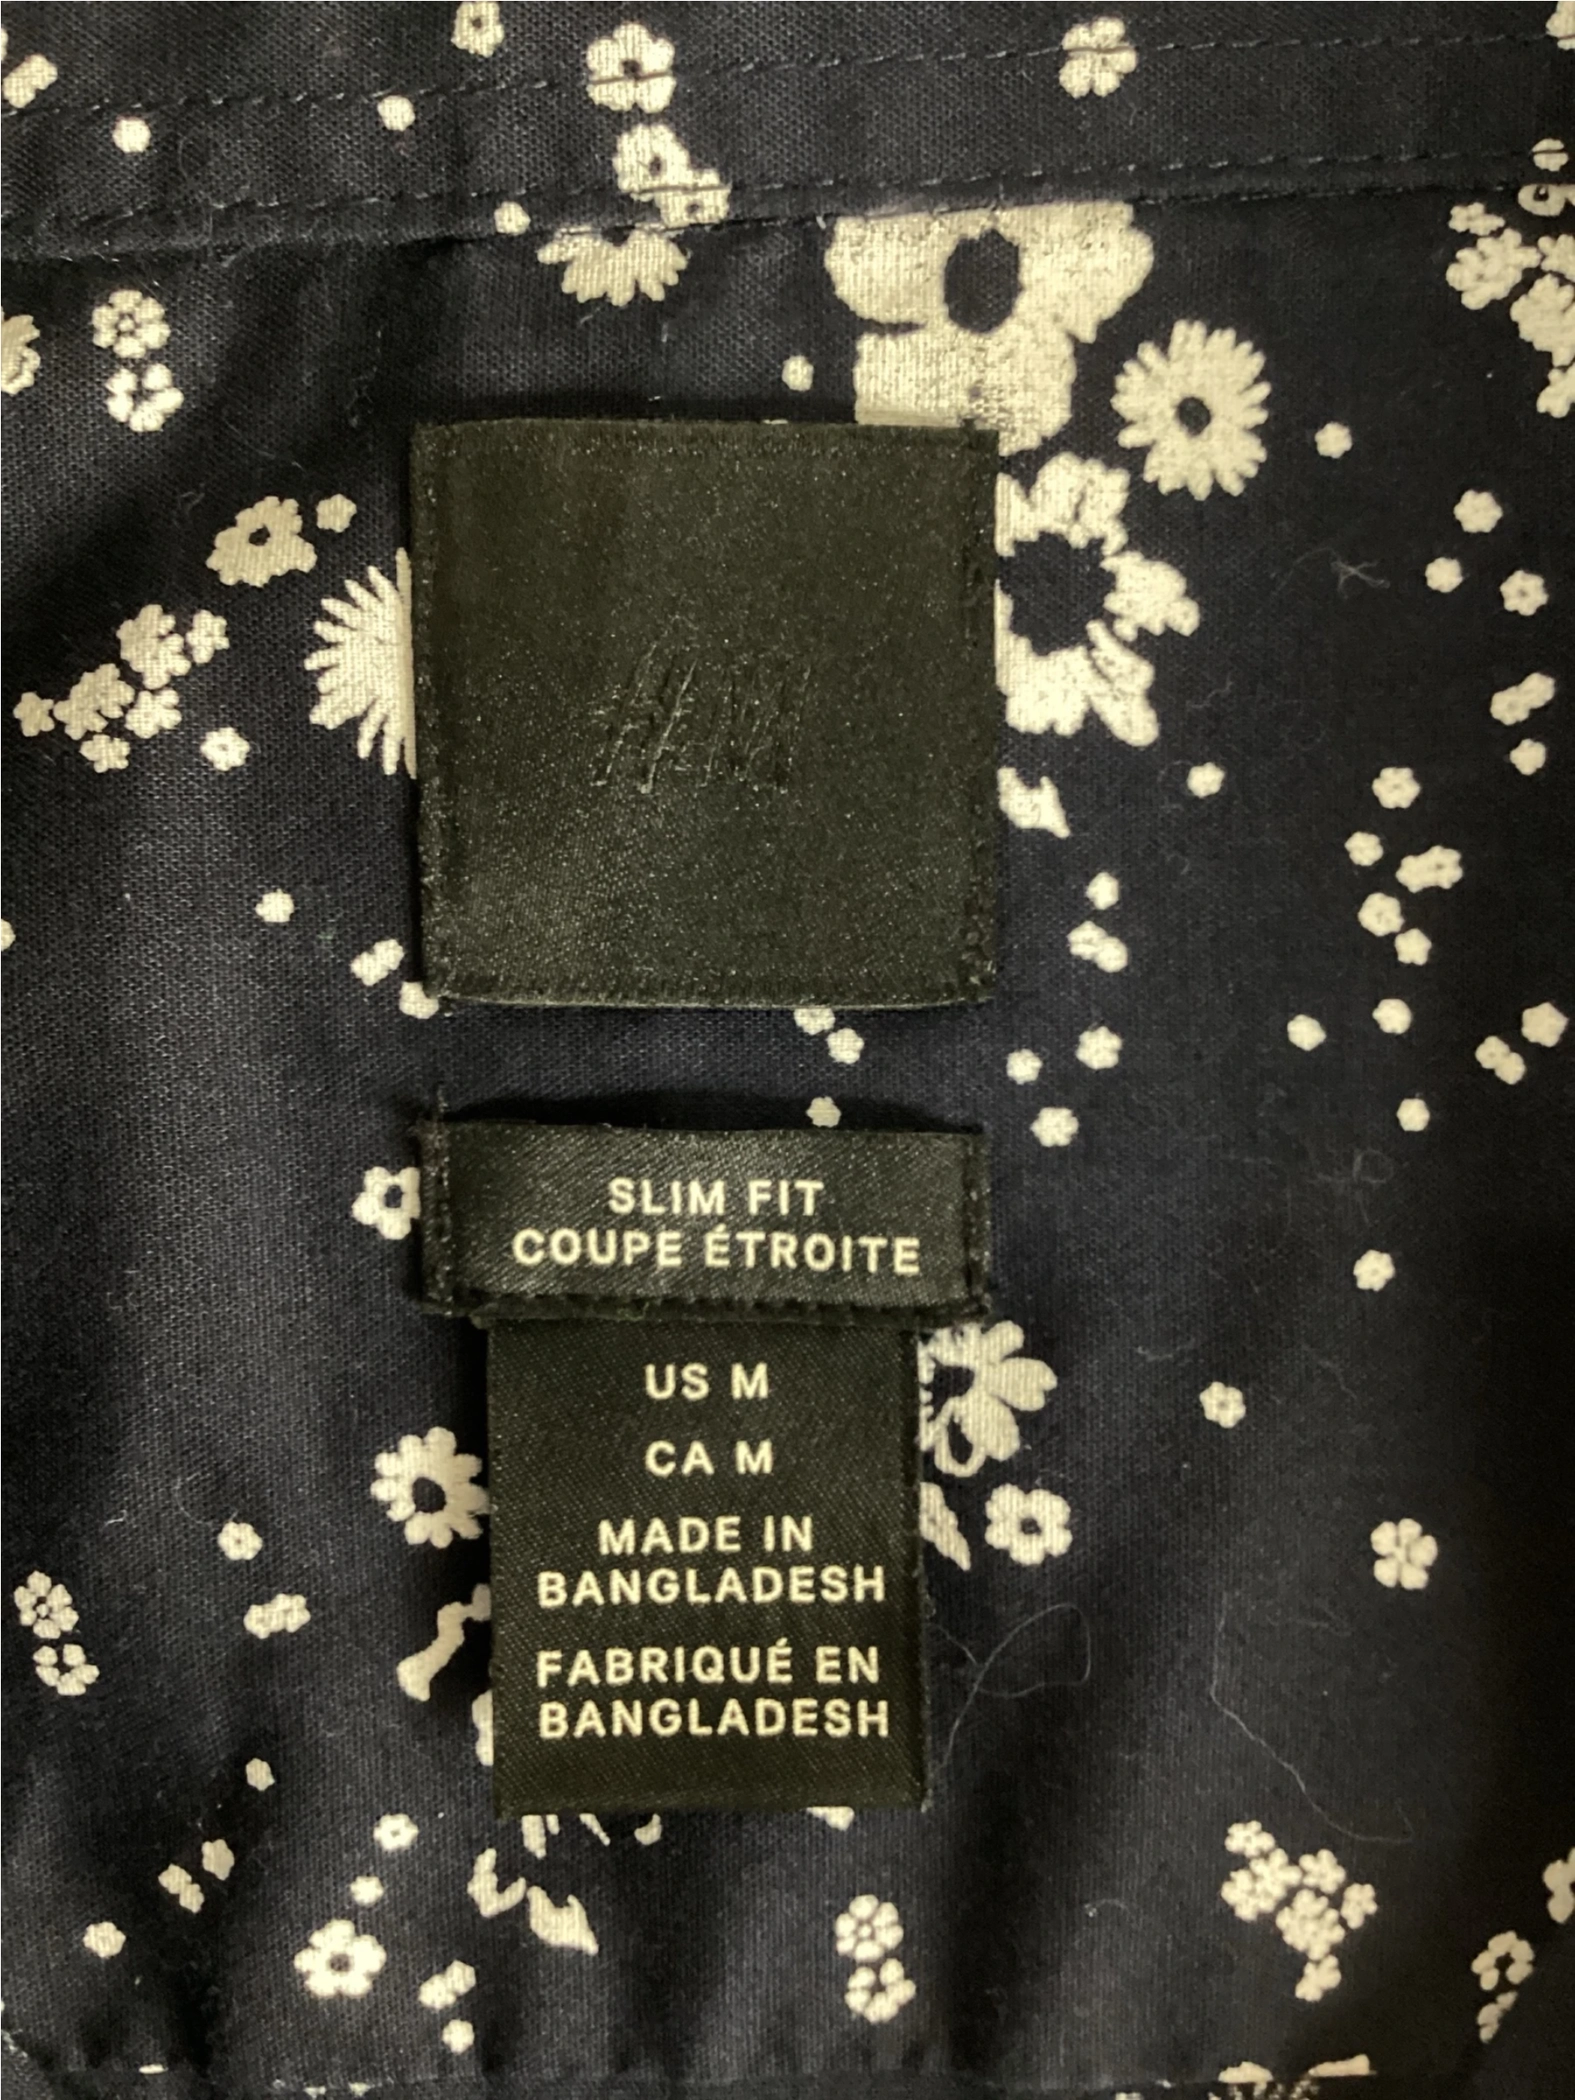 H&M
SLIM FIT
COUPE ÉTROITE
US M
CA M
MADE IN
BANGLADESH
FABRIQUÉ EN
BANGLADESH